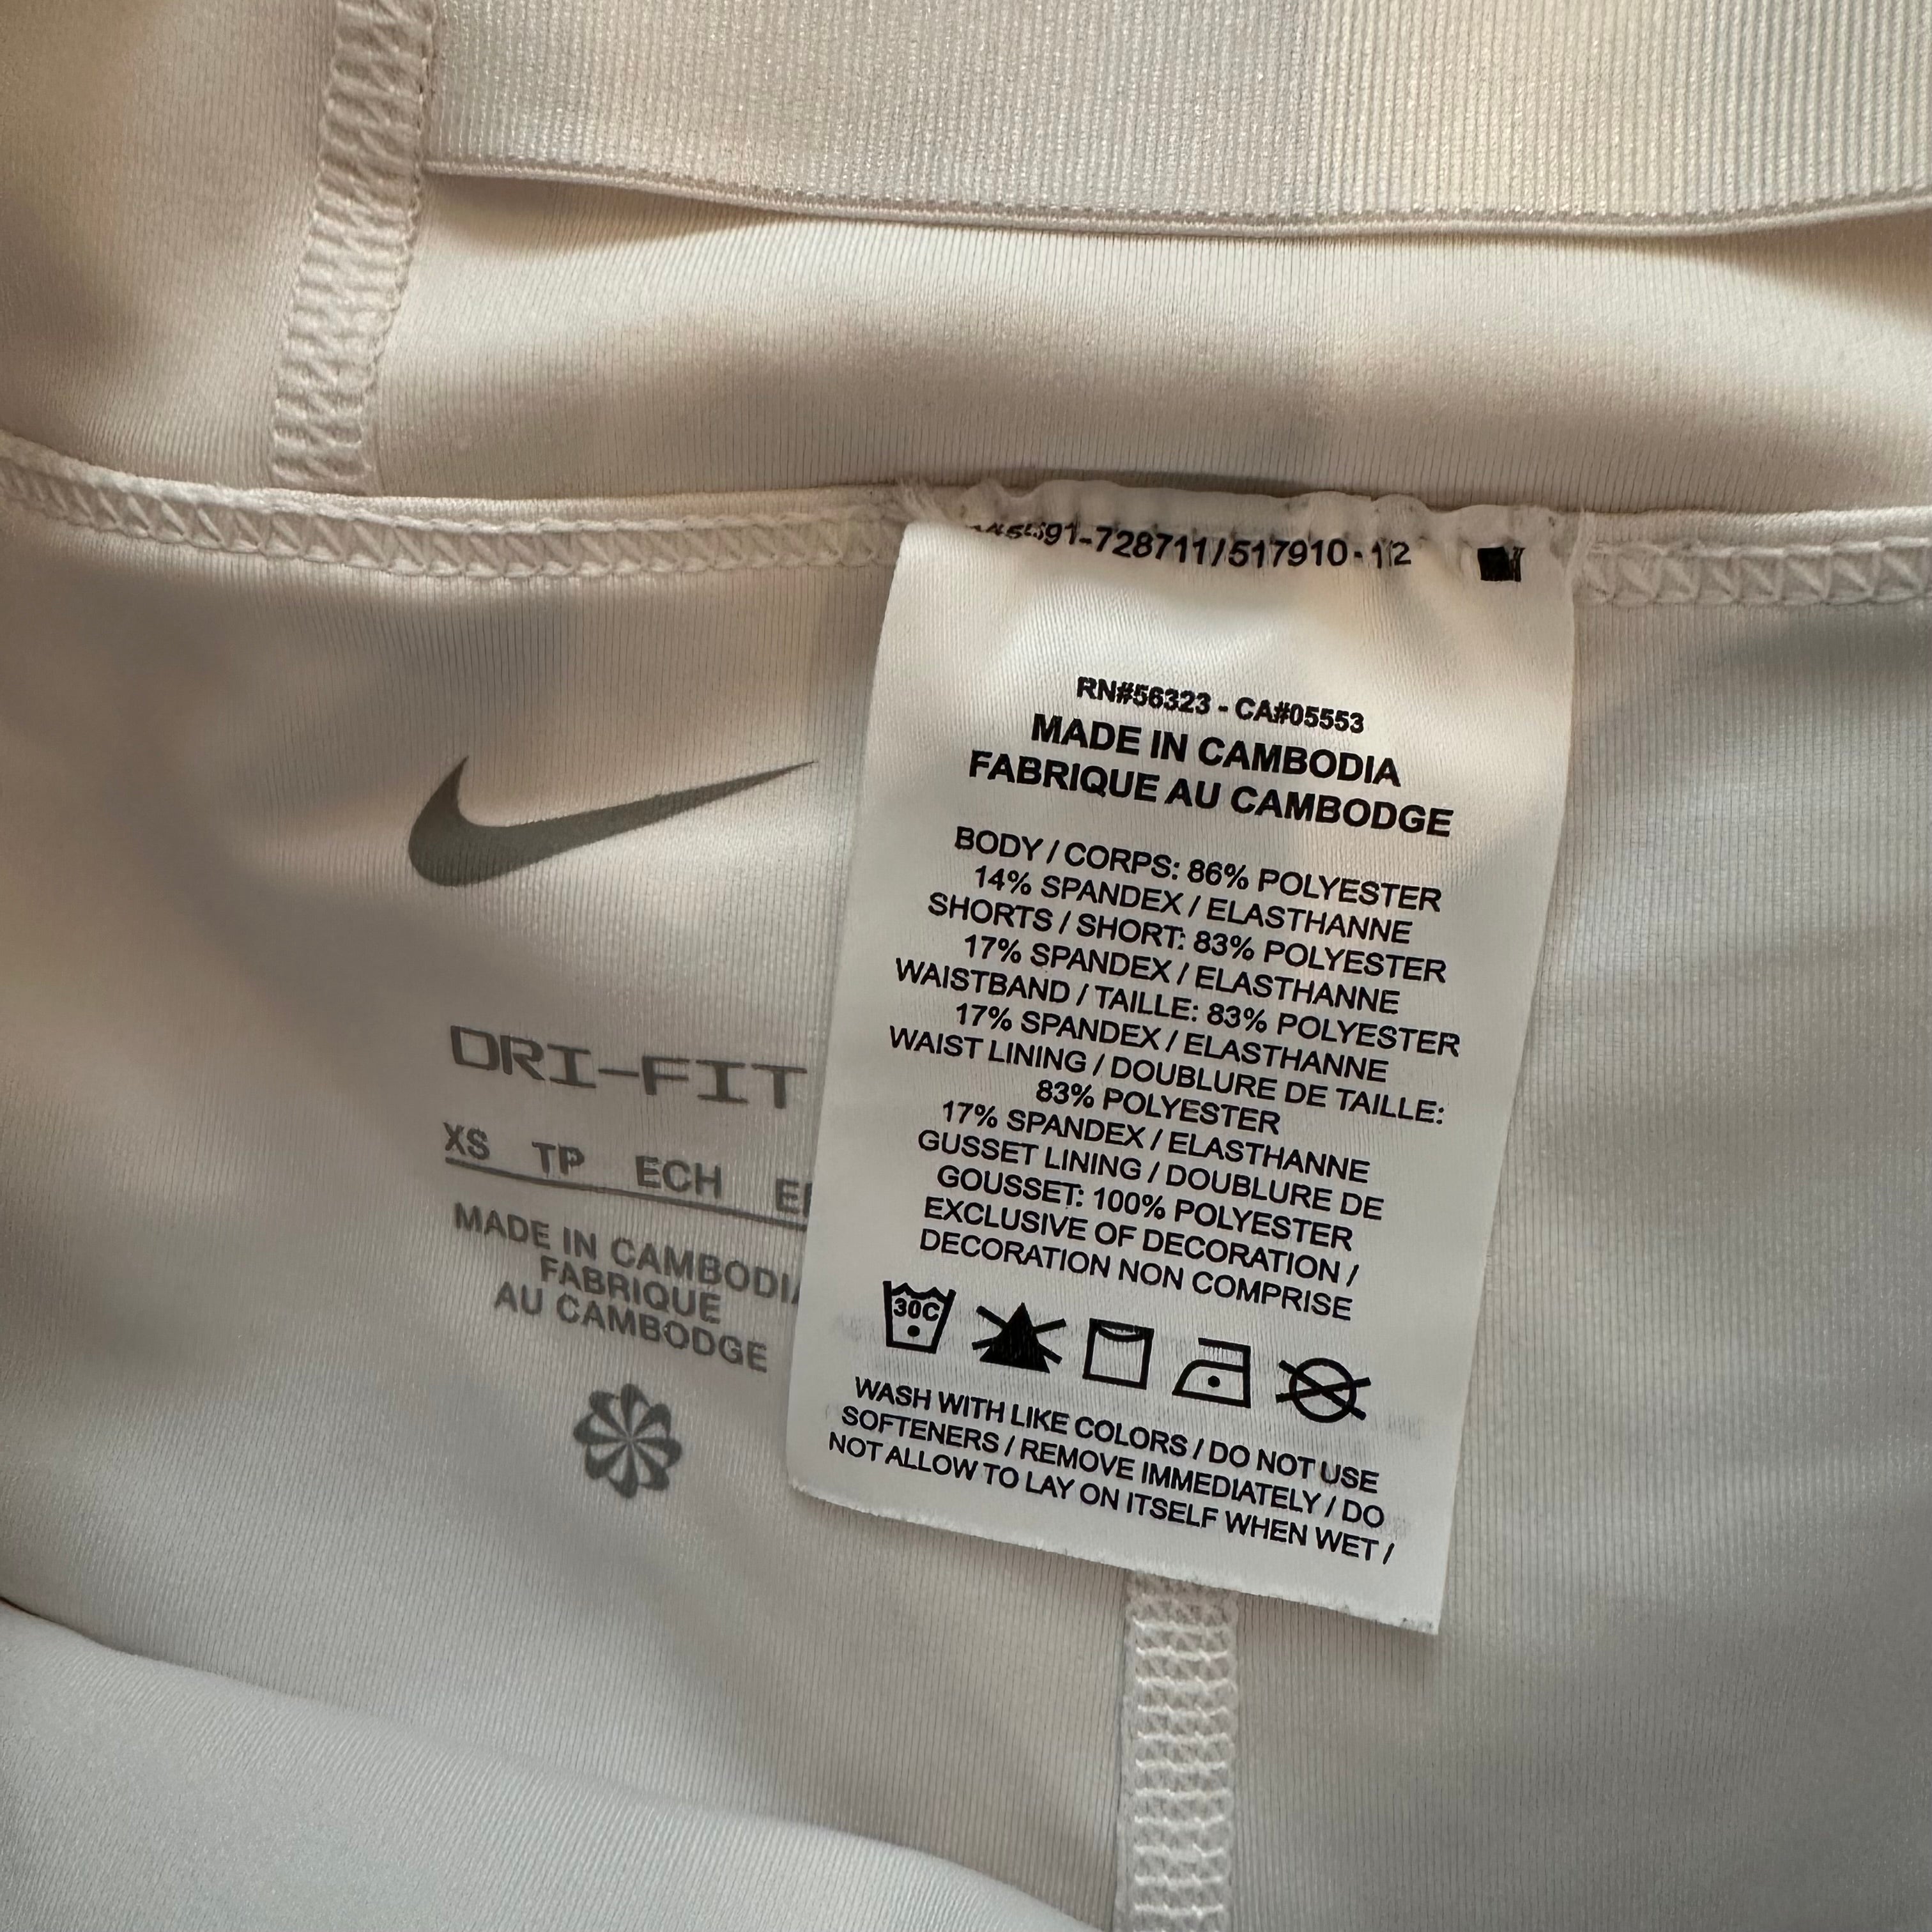 91-728711/517910-12
RN#56323 - CA#05553
MADE IN CAMBODIA
FABRIQUE AU CAMBODGE
BODY / CORPS: 86% POLYESTER
14% SPANDEX / ELASTHANNE
SHORTS / SHORT: 83% POLYESTER
17% SPANDEX / ELASTHANNE
WAISTBAND / TAILLE: 83% POLYESTER
17% SPANDEX / ELASTHANNE
WAIST LINING / DOUBLURE DE TAILLE:
83% POLYESTER
17% SPANDEX / ELASTHANNE
GUSSET LINING / DOUBLURE DE
GOUSSET: 100% POLYESTER
EXCLUSIVE OF DECORATION /
DECORATION NON COMPRISE
30C
WASH WITH LIKE COLORS / DO NOT USE
SOFTENERS / REMOVE IMMEDIATELY / DO
NOT ALLOW TO LAY ON ITSELF WHEN WET /
DRI-FIT
XS TP ECH
MADE IN CAMBODIA
FABRIQUE
AU CAMBODGE